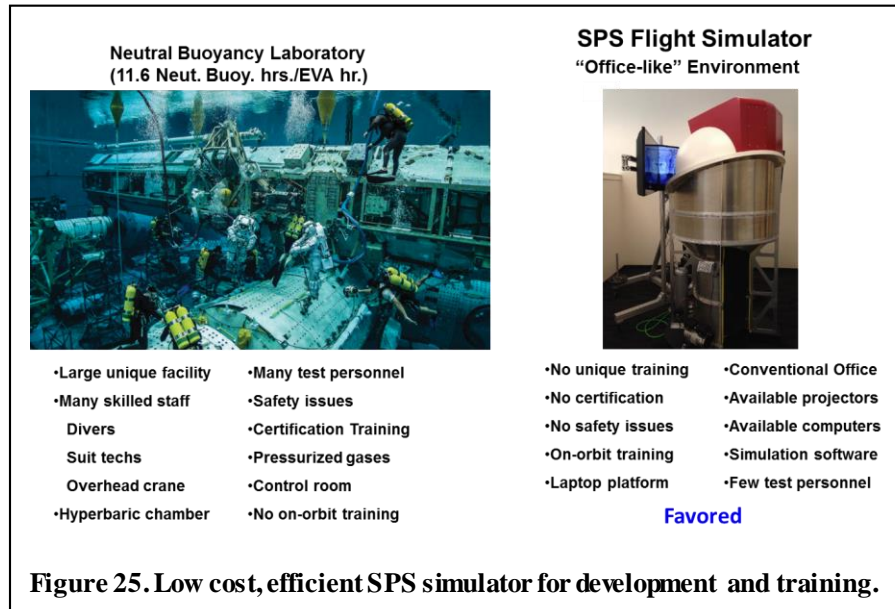 Neutral Buoyancy Laboratory
(11.6 Neut. Buoy. hrs./EVA hr.)
•Large unique facility
•Many skilled staff
Divers
Suit techs
Overhead crane
•Hyperbaric chamber
•Many test personnel
•Safety issues
•Certification Training
•Pressurized gases
•Control room
•No on-orbit training
SPS Flight Simulator
“Office-like” Environment
•No unique training
•No certification
•No safety issues
•On-orbit training
•Laptop platform
•Conventional Office
•Available projectors
•Available computers
•Simulation software
•Few test personnel
Favored
Figure 25. Low cost, efficient SPS simulator for development and training.